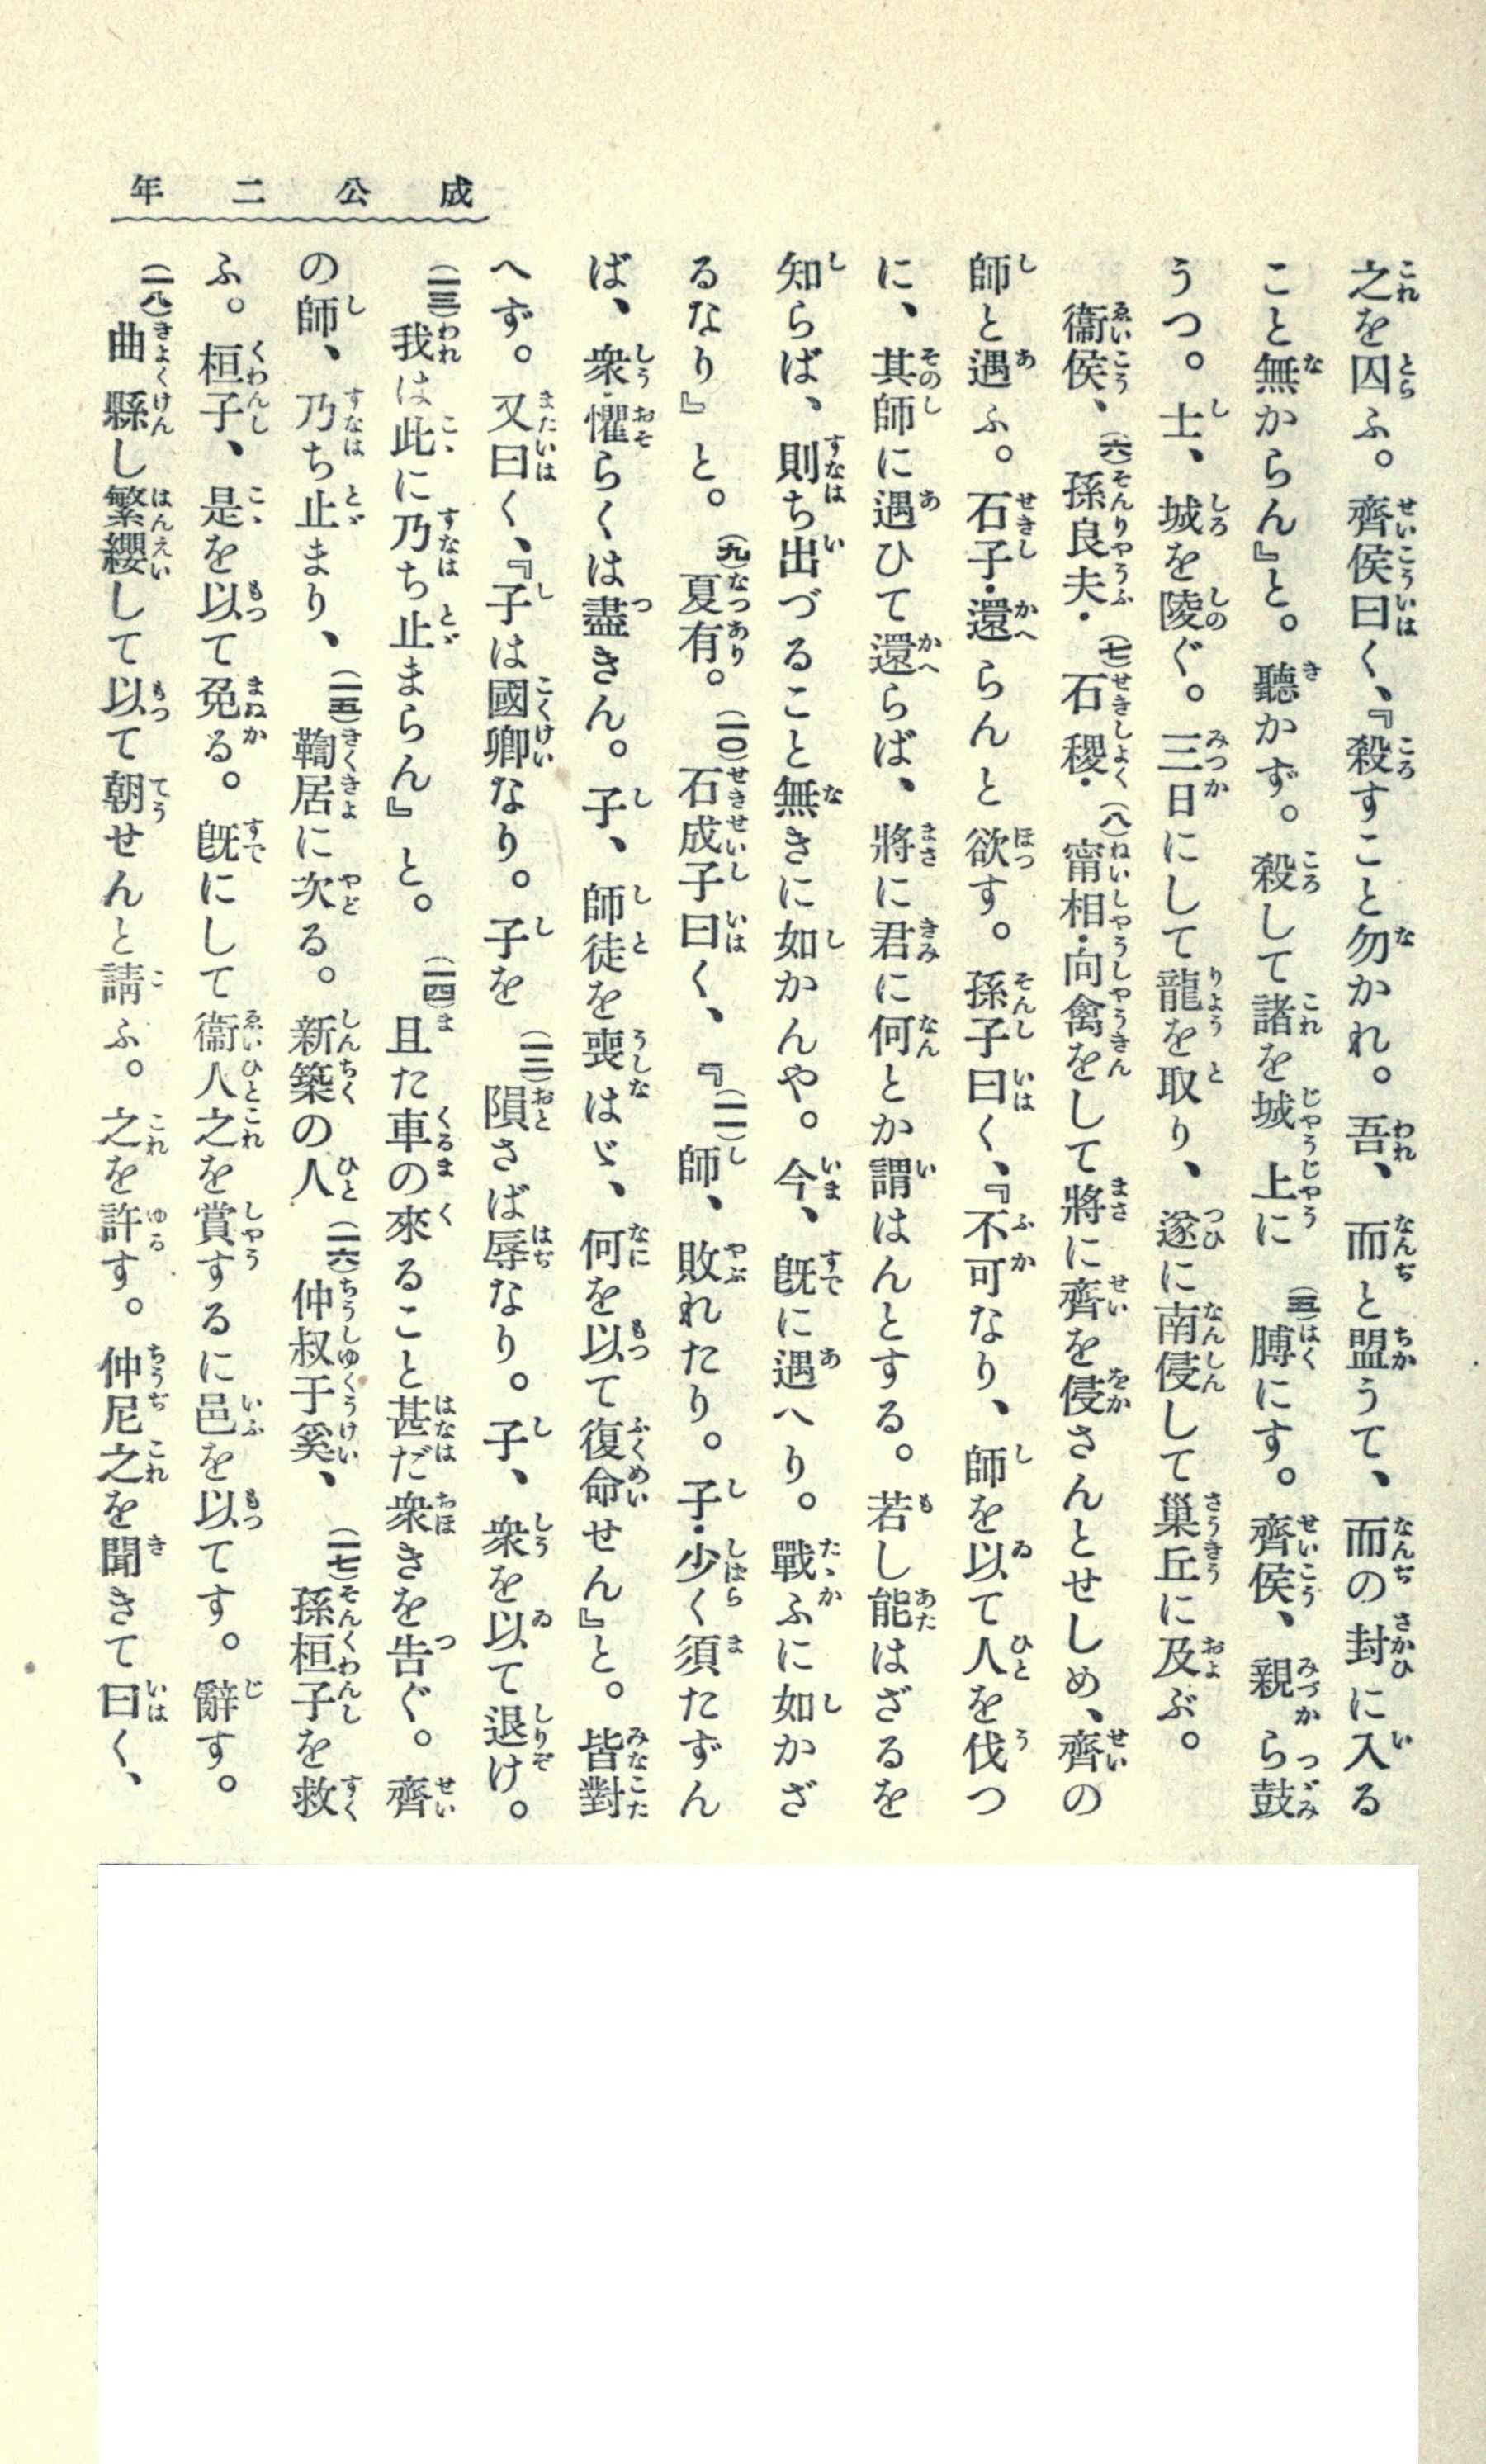 成公二年
之を囚ふ。齊侯曰く、『殺すこと勿かれ。吾、而と盟うて、而の封に入る
こと無からん』と。聽かず。殺して諸を城上に(五)膊にす。齊侯、親ら鼓
うつ。士、城を陵ぐ。三日にして龍を取り、遂に南侵して巢丘に及ぶ。
衞侯、(六)孫良夫・(七)石稷・(八)甯相・向禽をして將に齊を侵さんとせしめ、齊の
師と遇ふ。石子・還らんと欲す。孫子曰く、『不可なり、師を以て人を伐つ
に、其師に遇ひて還らば、將に君に何とか謂はんとする。若し能はざるを
知らば、則ち出づること無きに如かんや。今、既に遇へり。戰ふに如かざ
るなり』と。(九)夏有。(一〇)石成子曰く、『(一一)師、敗れたり。子・少く須たずん
ば、衆・懼らくは盡きん。子、師徒を喪はゞ、何を以て復命せん』と。皆對
へず。又曰く、『子は國卿なり。子を(一二)隕さば辱なり。子、衆を以て退け。
(一三)我は此に乃ち止まらん』と。(一四)且た車の來ること甚だ衆きを告ぐ。齊
の師、乃ち止まり、(一五)鞫居に次る。新築の人(一六)仲叔于奚、(一七)孫桓子を救
ふ。桓子、是を以て免る。既にして衞人之を賞するに邑を以てす。辭す。
(一八)曲縣し繁纓して以て朝せんと請ふ。之を許す。仲尼之を聞きて曰く、